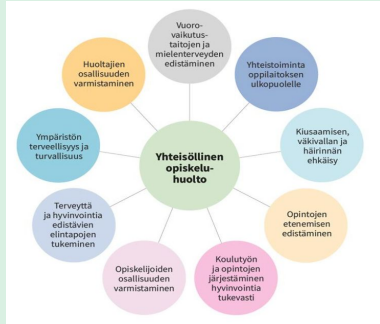 Vuoro-
vaikutus-
taitojen ja
mielenterveyden
edistäminen
Yhteistoiminta
oppilaitoksen
ulkopuolelle
Kiusaamisen,
väkivallan ja
häirinnän
ehkäisy
Opintojen
etenemisen
edistäminen
Koulutyön
ja opintojen
järjestäminen
hyvinvointia
tukevasti
Opiskelijoiden
osallisuuden
varmistaminen
Terveyttä
ja hyvinvointia
edistävien
elintapojen
tukeminen
Ympäristön
terveellisyys ja
turvallisuus
Huoltajien
osallisuuden
varmistaminen
Yhteisöllinen
opiskelu-
huolto